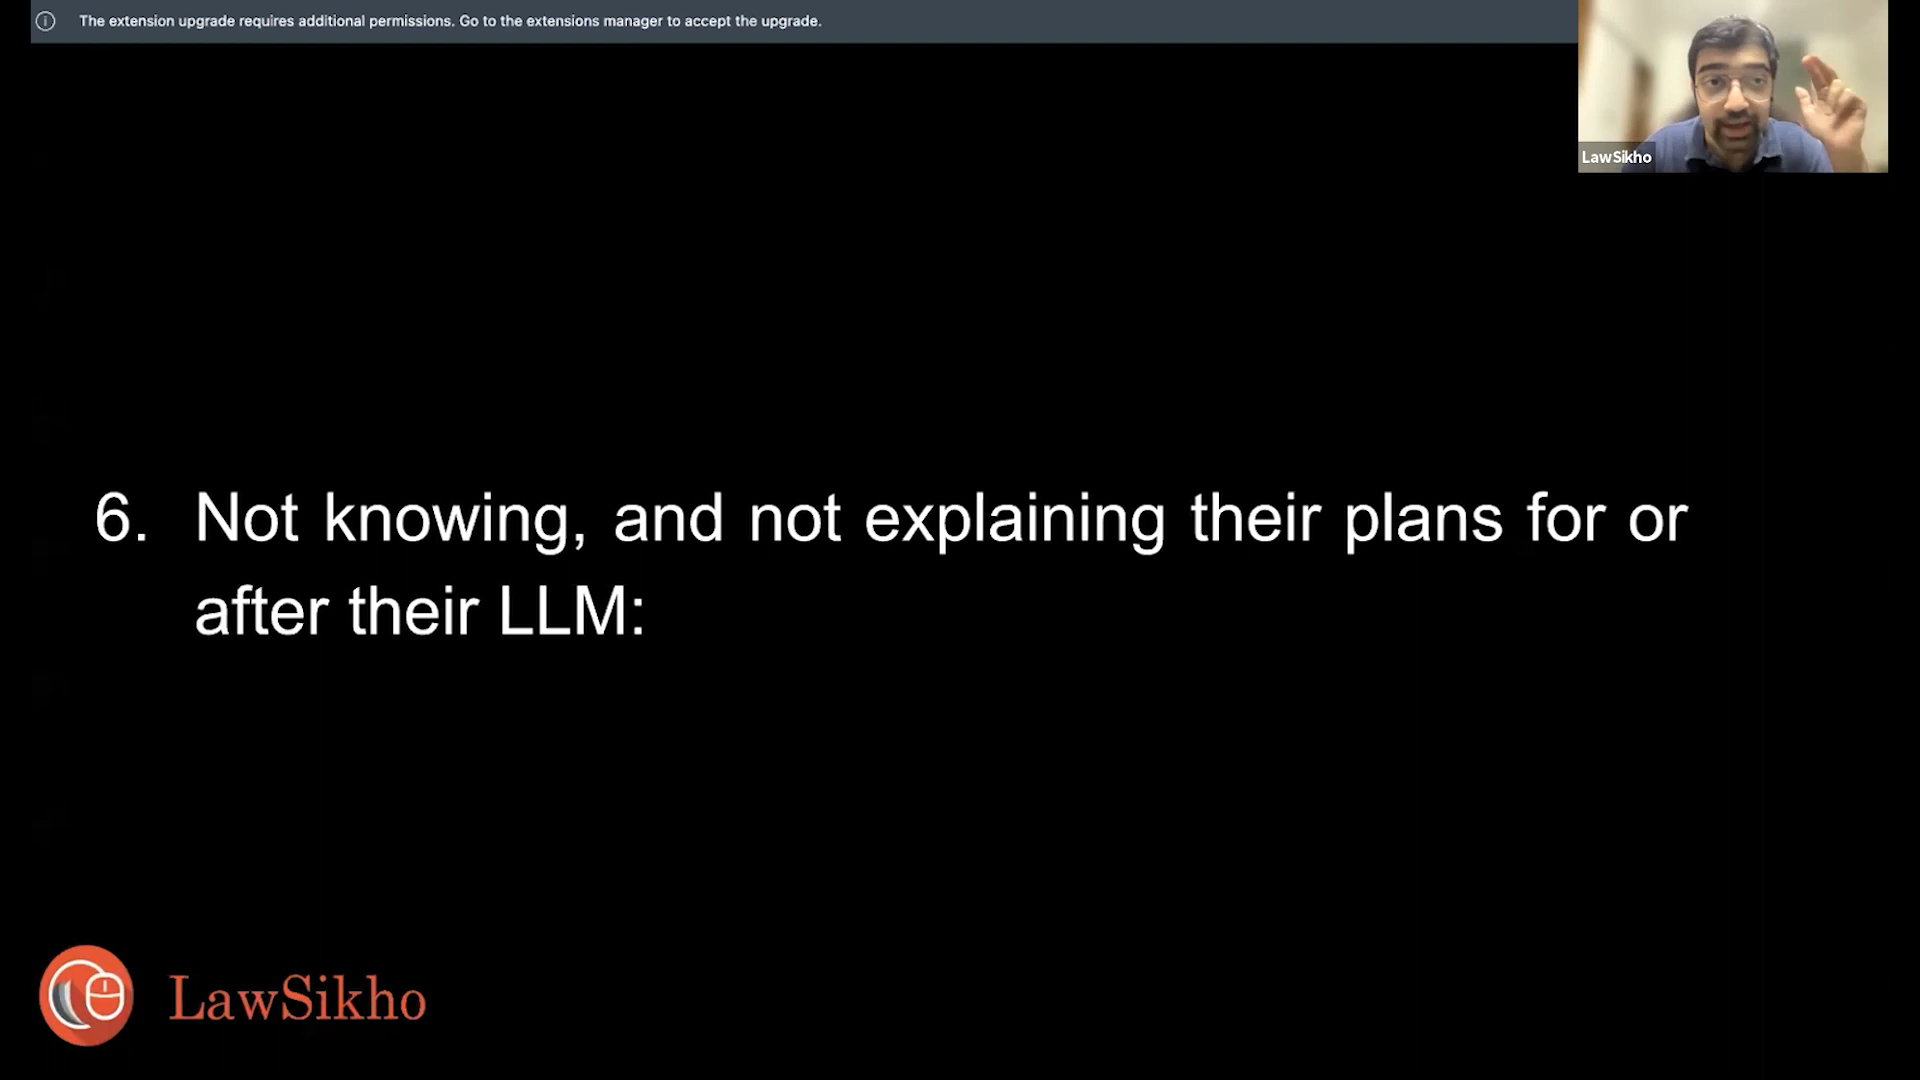 The extension upgrade requires additional permissions. Go to the extensions manager to accept the upgrade.
LawSikho
6. Not knowing, and not explaining their plans for or
after their LLM:
LawSikho